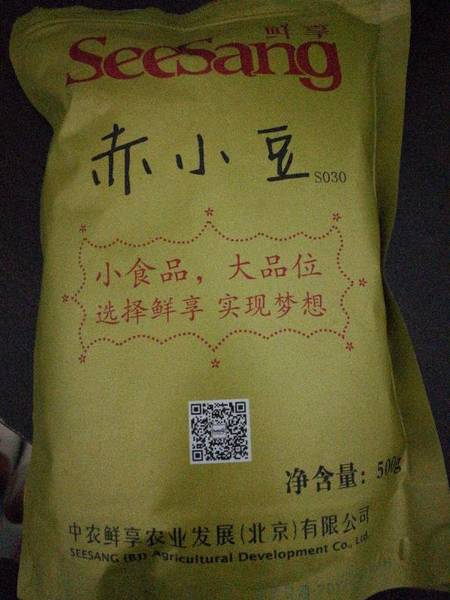 鲜享
SeeSang
赤小豆 S030
小食品，大品位
选择鲜享 实现梦想
净含量：500g
中农鲜享农业发展(北京)有限公司
SEESANG (BJ) Agricultural Development Co., Ltd.